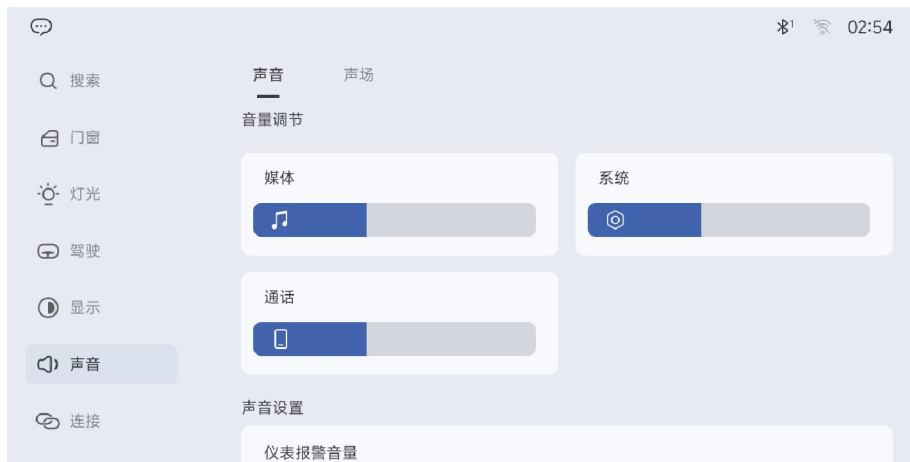 1 02:54
搜索
门窗
灯光
驾驶
显示
声音
连接
声音 声场
音量调节
媒体 系统
通话
声音设置
仪表报警音量